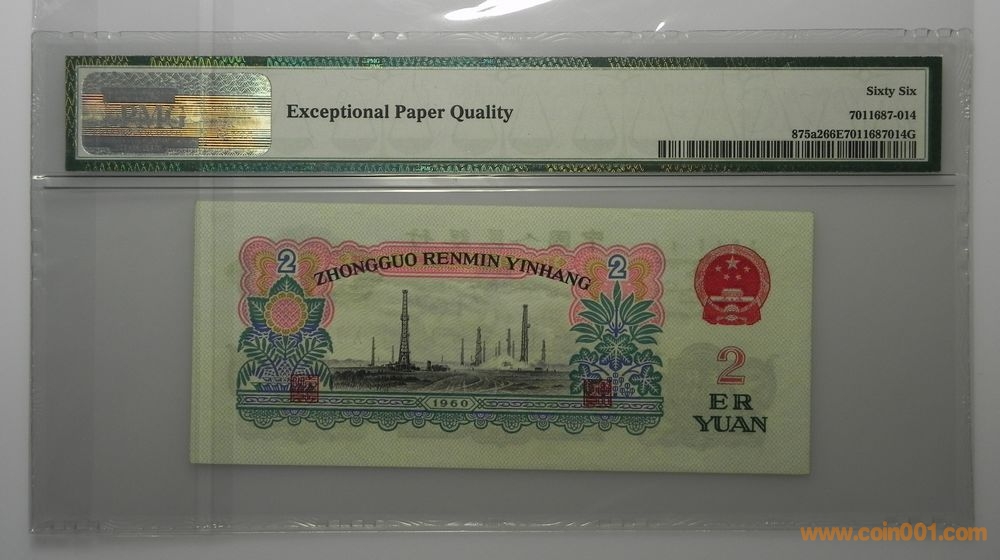 PMG
Exceptional Paper Quality
Sixty Six
7011687-014
875a266E7011687014G
2
ZHONGGUO RENMIN YINHANG
2
1960
2
ER
YUAN
www.coin001.com